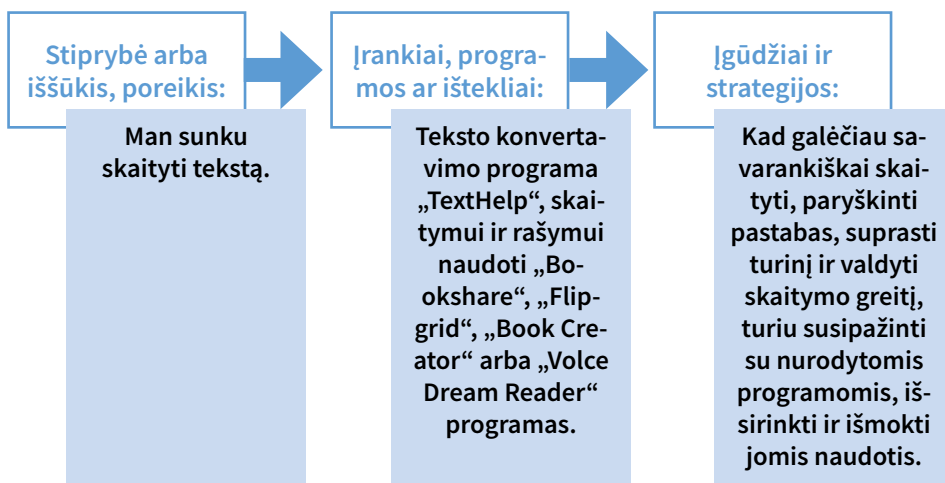 Stiprybė arba
iššūkis, poreikis:
Man sunku
skaityti tekstą.
Įrankiai, progra-
mos ar ištekliai:
Teksto konverta-
vimo programa
„TextHelp“, skai-
tymui ir rašymui
naudoti „Bo-
okshare“, „Flip-
grid“, „Book Cre-
ator“ arba „Volce
Dream Reader“
programas.
Įgūdžiai ir
strategijos:
Kad galėčiau sa-
varankiškai skai-
tyti, paryškinti
pastabas, suprasti
turinį ir valdyti
skaitymo greitį,
turiu susipažinti
su nurodytomis
programomis, iš-
sirinkti ir išmokti
jomis naudotis.